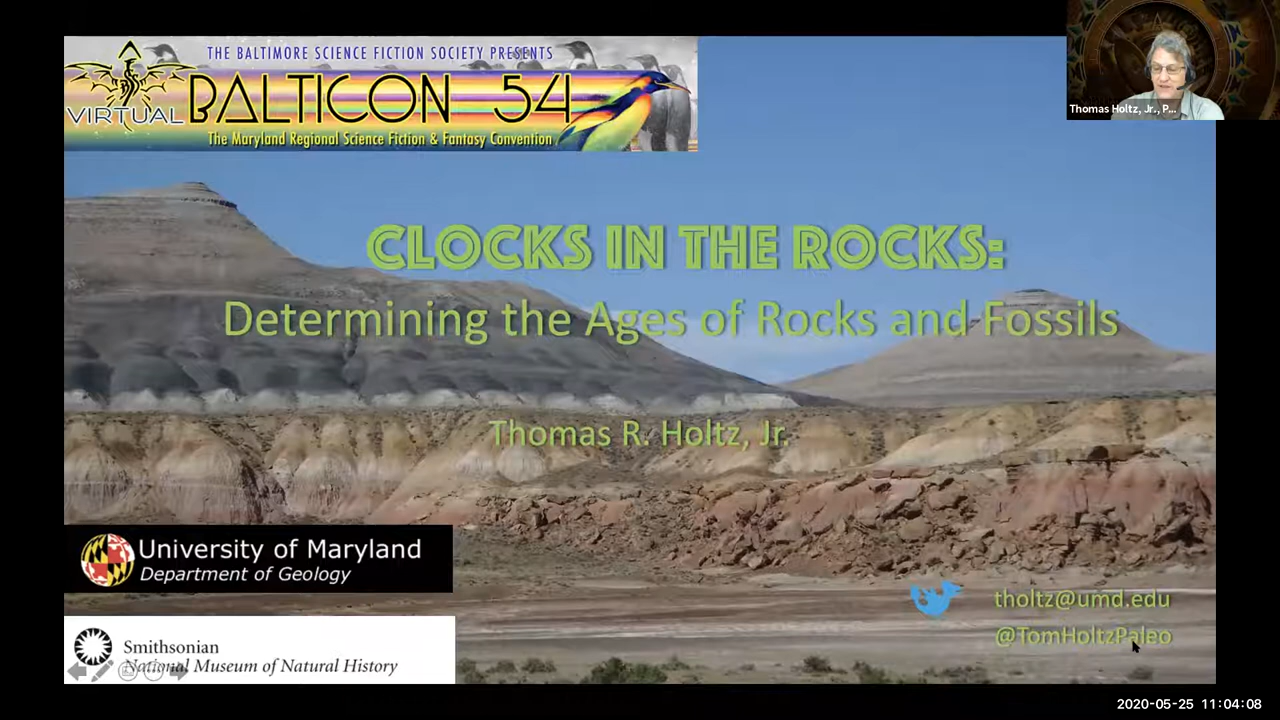 THE BALTIMORE SCIENCE FICTION SOCIETY PRESENTS
VIRTUAL BALTICON 54
The Maryland Regional Science Fiction & Fantasy Convention
Thomas Holtz, Jr., P...
CLOCKS IN THE ROCKS:
Determining the Ages of Rocks and Fossils
Thomas R. Holtz, Jr.
University of Maryland
Department of Geology
tholtz@umd.edu
@TomHoltzPaleo
Smithsonian
National Museum of Natural History
2020-05-25 11:04:08